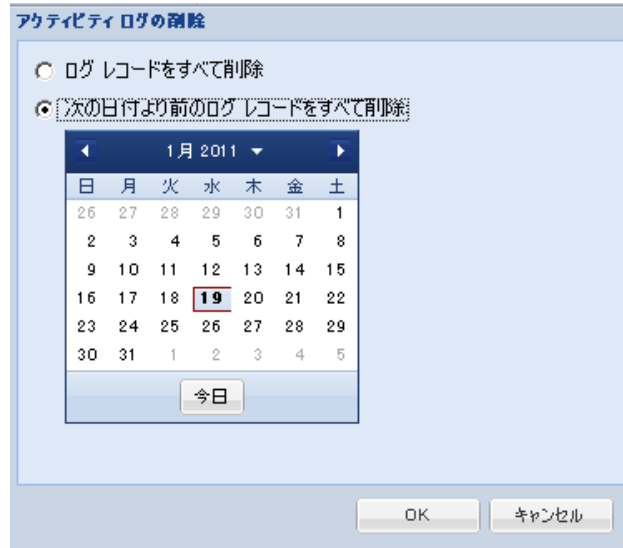 アクティビティ ログの削除
ログ レコードをすべて削除
次の日付より前のログ レコードをすべて削除
1月 2011
日 月 火 水 木 金 土
26 27 28 29 30 31 1
2 3 4 5 6 7 8
9 10 11 12 13 14 15
16 17 18 19 20 21 22
23 24 25 26 27 28 29
30 31 1 2 3 4 5
今日
OK キャンセル